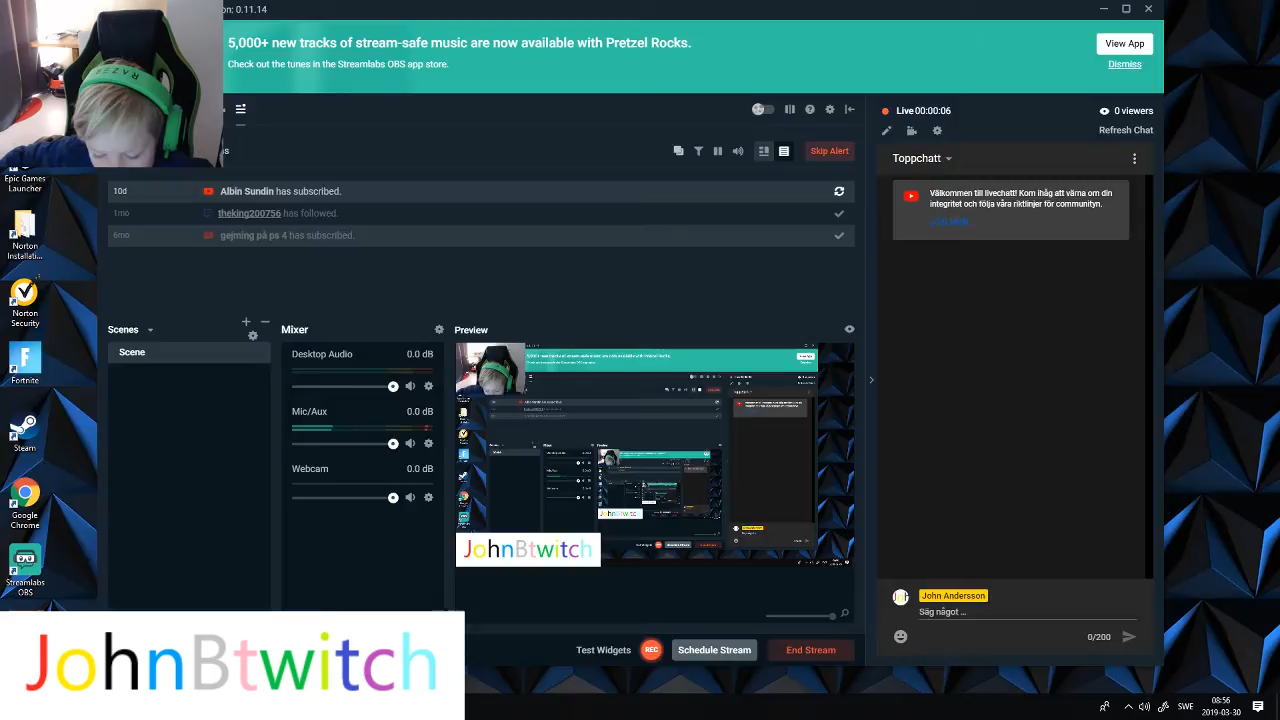 on: 0.11.14
5,000+ new tracks of stream-safe music are now available with Pretzel Rocks.
Check out the tunes in the Streamlabs OBS app store.
View App
Dismiss
RAZER
Live 00:00:06
0 viewers
Refresh Chat
Skip Alert
Toppchatt
Välkommen till livechatt! Kom ihåg att värna om din
integritet och följa våra riktlinjer för communityn.
10d Albin Sundin has subscribed.
1mo theking200756 has followed.
6mo gejming på ps 4 has subscribed.
Epic Games
Launcher
Norton
Installati...
Norton
Security
Fortnite
Steam
Google
Chrome
Streamlabs
OBS
Scenes
Scene
Mixer
Desktop Audio 0.0 dB
Mic/Aux 0.0 dB
Webcam 0.0 dB
Preview
JohnBtwitch
John Andersson
Säg något ...
0/200
Test Widgets
REC
Schedule Stream
End Stream
JohnBtwitch
SWE
08:56
2019-03-30